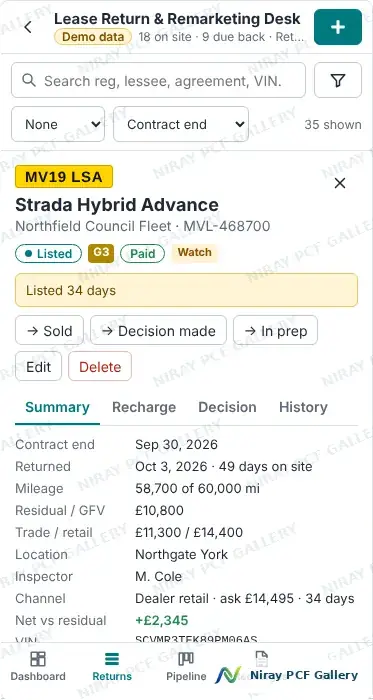 Lease Return & Remarketing Desk
Demo data 18 on site · 9 due back · Ret...
Search reg, lessee, agreement, VIN.
None Contract end 35 shown
MV19 LSA
Strada Hybrid Advance
Northfield Council Fleet · MVL-468700
Listed G3 Paid Watch
Listed 34 days
→ Sold → Decision made → In prep
Edit Delete
Summary Recharge Decision History
Contract end Sep 30, 2026
Returned Oct 3, 2026 · 49 days on site
Mileage 58,700 of 60,000 mi
Residual / GFV £10,800
Trade / retail £11,300 / £14,400
Location Northgate York
Inspector M. Cole
Channel Dealer retail · ask £14,495 · 34 days
Net vs residual +£2,345
VIN
Dashboard Returns Pipeline
Niray PCF Gallery
NIRAY PCF GALLERY